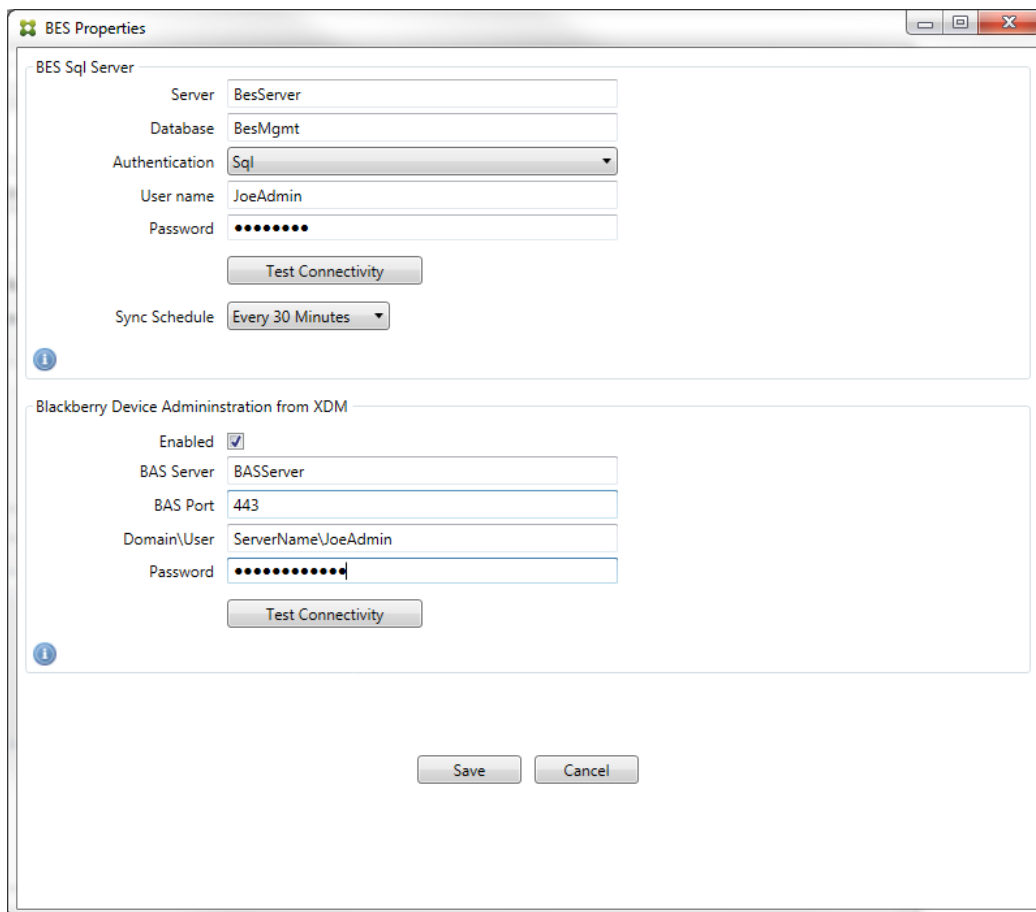 BES Properties
BES Sql Server
Server BesServer
Database BesMgmt
Authentication Sql
User name JoeAdmin
Password ••••••••
Test Connectivity
Sync Schedule Every 30 Minutes
Blackberry Device Admininstration from XDM
Enabled
BAS Server BASServer
BAS Port 443
Domain\User ServerName\JoeAdmin
Password ••••••••••••
Test Connectivity
Save Cancel